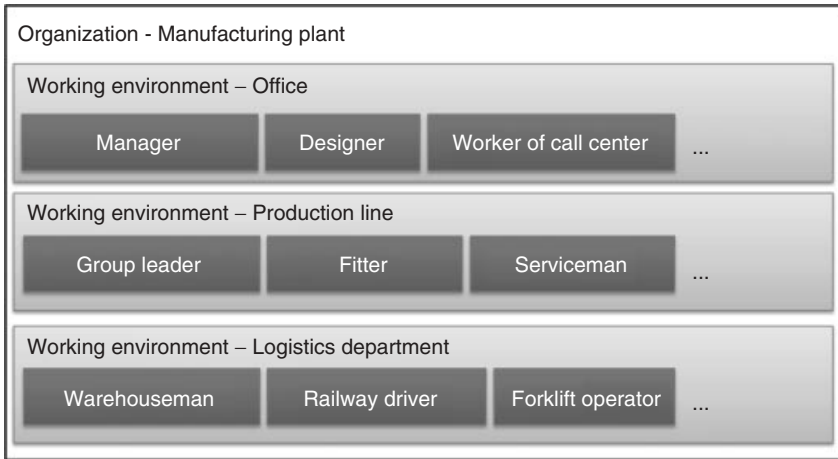 Organization - Manufacturing plant
Working environment – Office
Manager
Designer
Worker of call center
...
Working environment – Production line
Group leader
Fitter
Serviceman
...
Working environment – Logistics department
Warehouseman
Railway driver
Forklift operator
...